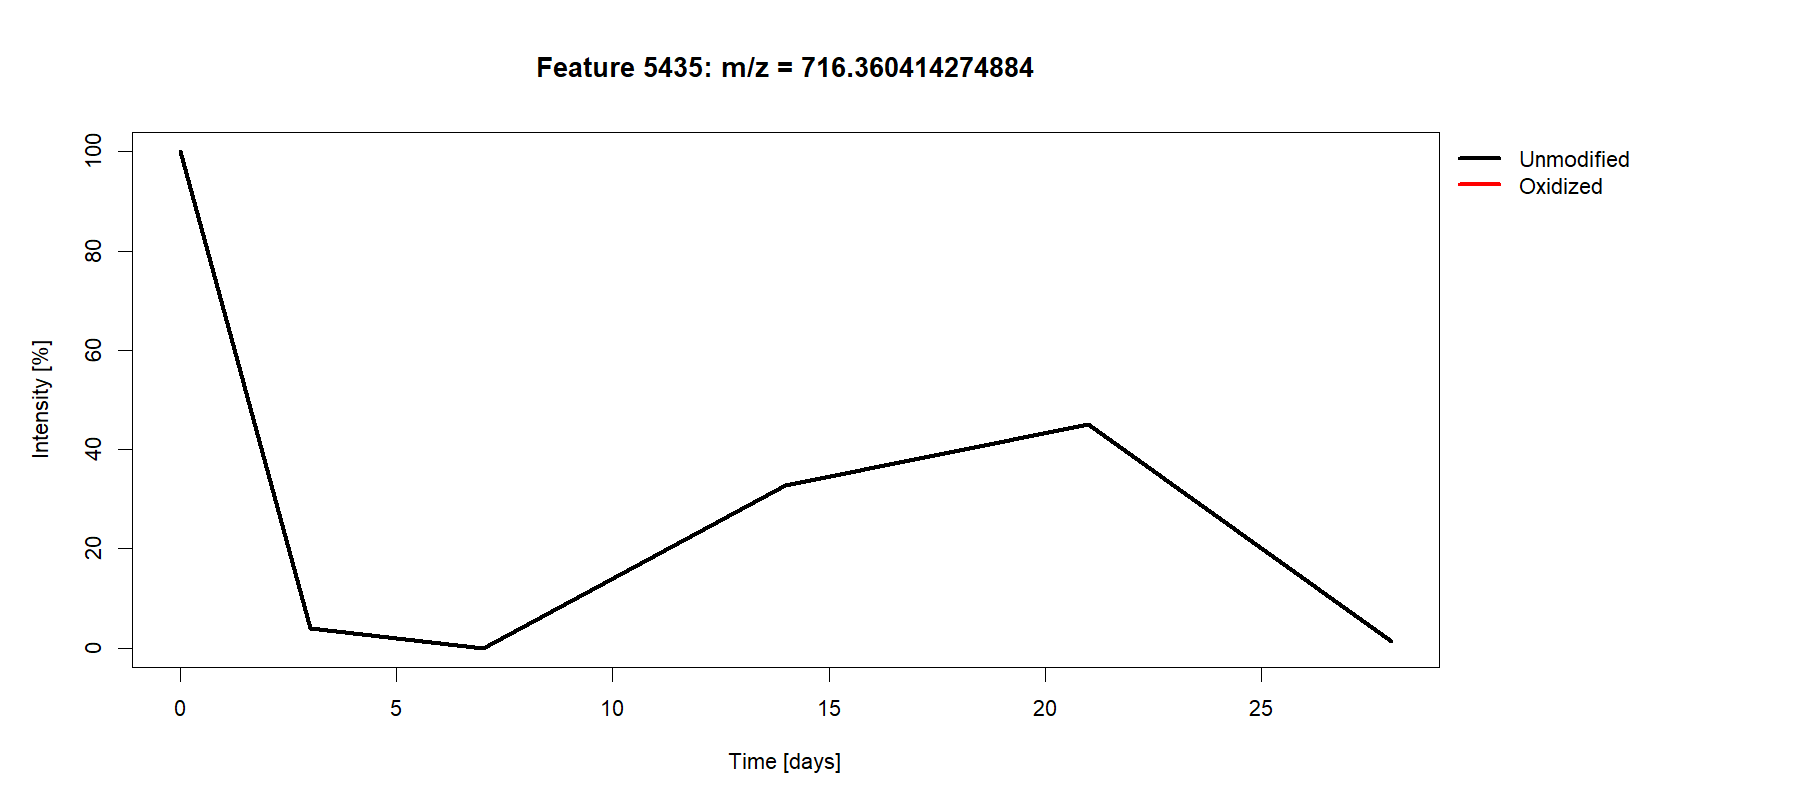 Feature 5435: m/z = 716.360414274884
Unmodified
Oxidized
100
80
60
40
20
0
Intensity [%]
0 5 10 15 20 25
Time [days]